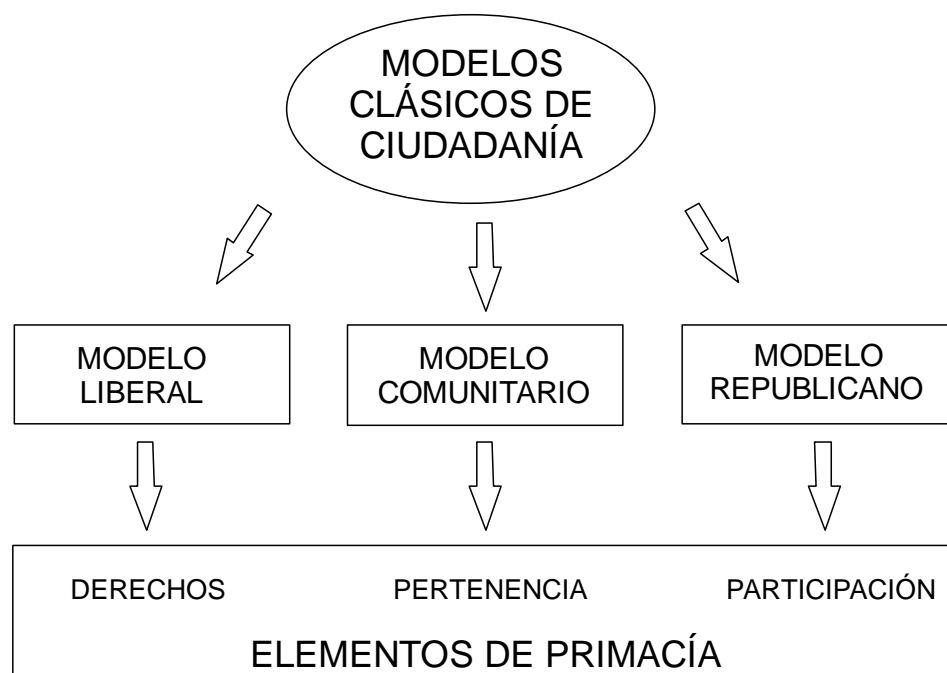 MODELOS
CLÁSICOS DE
CIUDADANÍA
MODELO
LIBERAL
MODELO
COMUNITARIO
MODELO
REPUBLICANO
DERECHOS
PERTENENCIA
PARTICIPACIÓN
ELEMENTOS DE PRIMACÍA